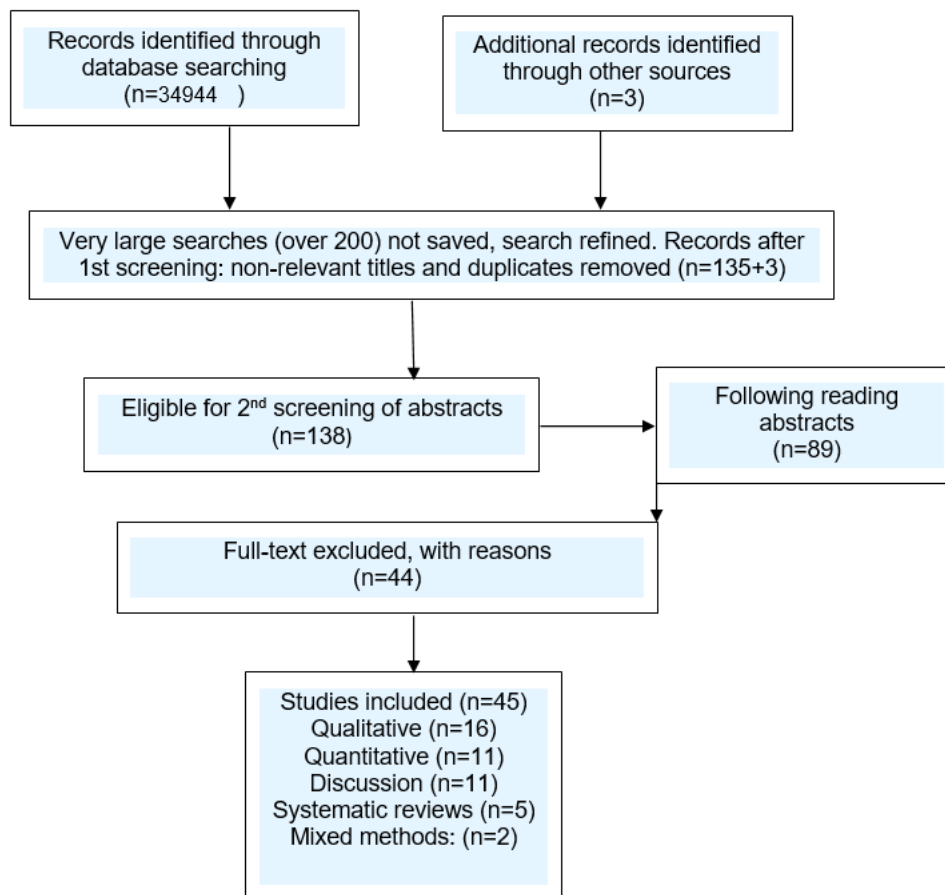 Records identified through
database searching
(n=34944 )
Additional records identified
through other sources
(n=3)
Very large searches (over 200) not saved, search refined. Records after
1st screening: non-relevant titles and duplicates removed (n=135+3)
Eligible for 2nd screening of abstracts
(n=138)
Following reading
abstracts
(n=89)
Full-text excluded, with reasons
(n=44)
Studies included (n=45)
Qualitative (n=16)
Quantitative (n=11)
Discussion (n=11)
Systematic reviews (n=5)
Mixed methods: (n=2)